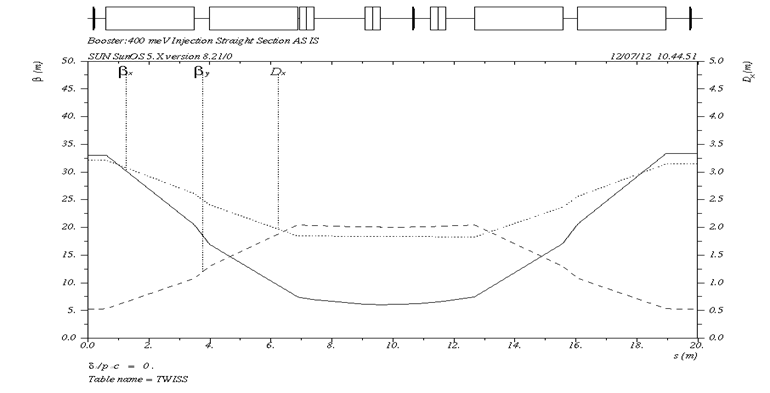 Booster:400 meV Injection Straight Section AS IS
SUN SunOS 5.X version 8.21/0 12/07/12 10.44.51
β (m)
βx βy Dx
Dx (m)
50. 5.0
45. 4.5
40. 4.0
35. 3.5
30. 3.0
25. 2.5
20. 2.0
15. 1.5
10. 1.0
5. 0.5
0.0 0.0
0.0 2. 4. 6. 8. 10. 12. 14. 16. 18. 20.
s (m)
δ/p c = 0 .
Table name = TWISS